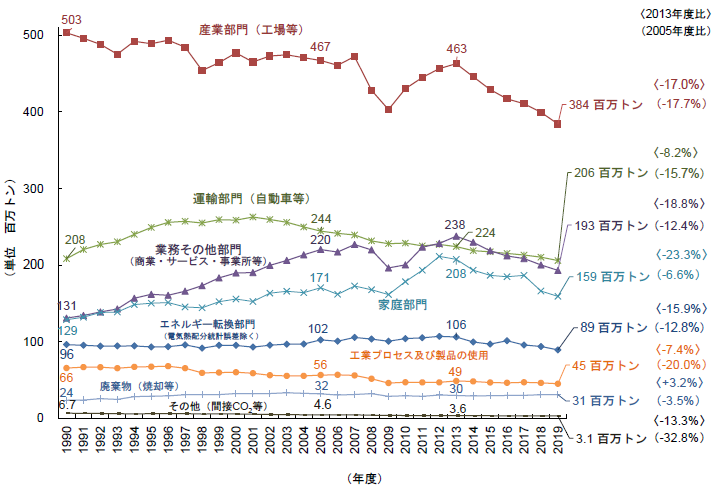 〈2013年度比〉
（2005年度比）
（単位　百万トン）
500
400
300
200
100
0
503
産業部門（工場等）
467
463
〈-17.0%〉
384 百万トン （-17.7%）
〈-8.2%〉
206 百万トン （-15.7%）
運輸部門（自動車等）
208
244
224
〈-18.8%〉
193 百万トン （-12.4%）
業務その他部門
（商業・サービス・事業所等）
220
238
〈-23.3%〉
159 百万トン （-6.6%）
131
129
171
208
家庭部門
〈-15.9%〉
89 百万トン （-12.8%）
エネルギー転換部門
（電気熱配分統計誤差除く）
96
102
106
〈-7.4%〉
45 百万トン （-20.0%）
工業プロセス及び製品の使用
66
56
49
〈+3.2%〉
31 百万トン （-3.5%）
廃棄物（焼却等）
24
32
30
〈-13.3%〉
3.1 百万トン （-32.8%）
その他（間接CO2等）
6.7
4.6
3.6
1990 1991 1992 1993 1994 1995 1996 1997 1998 1999 2000 2001 2002 2003 2004 2005 2006 2007 2008 2009 2010 2011 2012 2013 2014 2015 2016 2017 2018 2019
（年度）